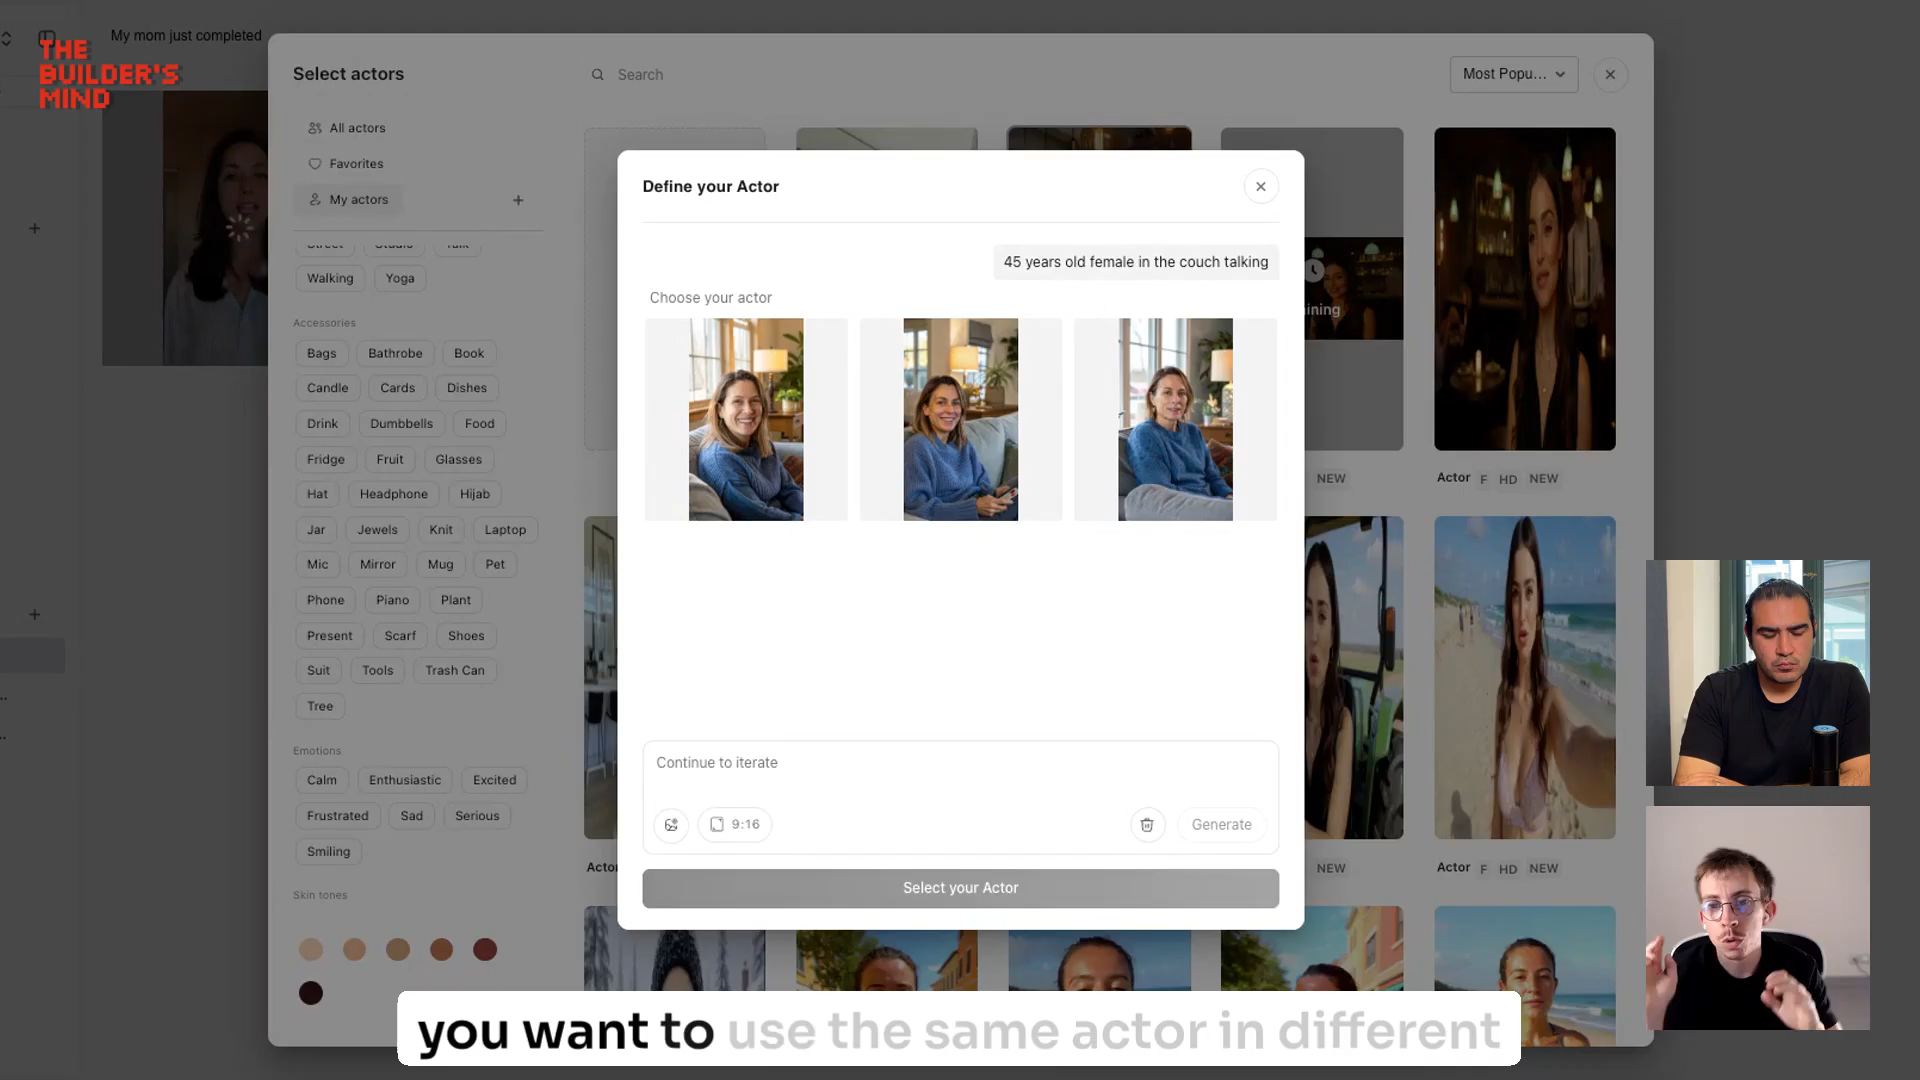 My mom just completed
THE
BUILDER'S
MIND
Select actors
Search
Most Popu...
All actors
Favorites
My actors
Street
Studio
Talk
Walking
Yoga
Accessories
Bags
Bathrobe
Book
Candle
Cards
Dishes
Drink
Dumbbells
Food
Fridge
Fruit
Glasses
Hat
Headphone
Hijab
Jar
Jewels
Knit
Laptop
Mic
Mirror
Mug
Pet
Phone
Piano
Plant
Present
Scarf
Shoes
Suit
Tools
Trash Can
Tree
Emotions
Calm
Enthusiastic
Excited
Frustrated
Sad
Serious
Smiling
Skin tones
Define your Actor
45 years old female in the couch talking
Choose your actor
Continue to iterate
9:16
Generate
Select your Actor
ining
NEW
Actor F HD NEW
Actor
NEW
Actor F HD NEW
you want to use the same actor in different